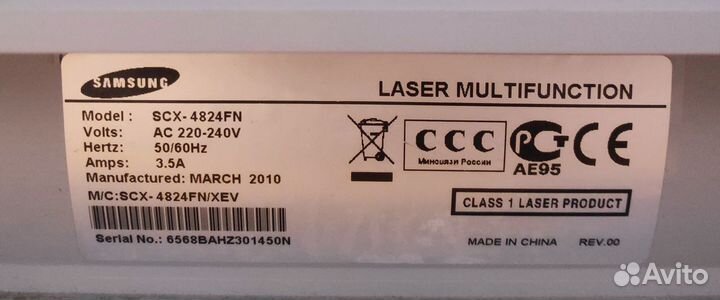 SAMSUNG
LASER MULTIFUNCTION
Model : SCX- 4824FN
Volts: AC 220-240V
Hertz: 50/60Hz
Amps: 3.5A
Manufactured: MARCH 2010
M/C:SCX- 4824FN/XEV
Serial No.: 6568BAHZ301450N
CCC
Минсвязи России
РСТ
AE95
CE
CLASS 1 LASER PRODUCT
MADE IN CHINA REV.00
Avito